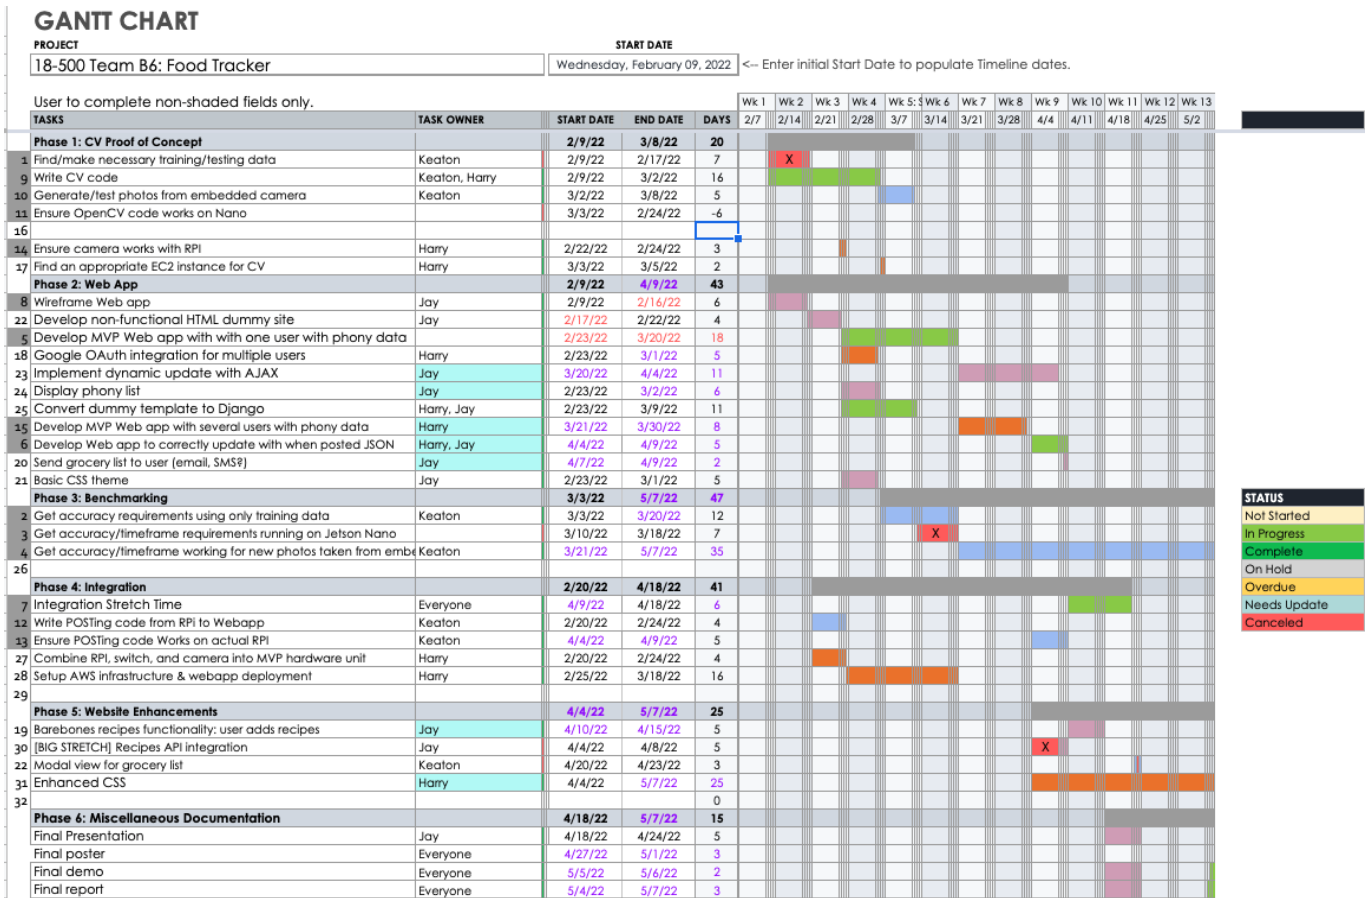 GANTT CHART
PROJECT START DATE
18-500 Team B6: Food Tracker Wednesday, February 09, 2022 <-- Enter initial Start Date to populate Timeline dates.
User to complete non-shaded fields only. Wk 1 Wk 2 Wk 3 Wk 4 Wk 5: Wk 6 Wk 7 Wk 8 Wk 9 Wk 10 Wk 11 Wk 12 Wk 13
TASKS TASK OWNER START DATE END DATE DAYS 2/7 2/14 2/21 2/28 3/7 3/14 3/21 3/28 4/4 4/11 4/18 4/25 5/2
Phase 1: CV Proof of Concept 2/9/22 3/8/22 20
1 Find/make necessary training/testing data Keaton 2/9/22 2/17/22 7 X
9 Write CV code Keaton, Harry 2/9/22 3/2/22 16
10 Generate/test photos from embedded camera Keaton 3/2/22 3/8/22 5
11 Ensure OpenCV code works on Nano 3/3/22 2/24/22 -6
16
14 Ensure camera works with RPI Harry 2/22/22 2/24/22 3
17 Find an appropriate EC2 instance for CV Harry 3/3/22 3/5/22 2
Phase 2: Web App 2/9/22 4/9/22 43
8 Wireframe Web app Jay 2/9/22 2/16/22 6
22 Develop non-functional HTML dummy site Jay 2/17/22 2/22/22 4
5 Develop MVP Web app with with one user with phony data 2/23/22 3/20/22 18
18 Google OAuth integration for multiple users Harry 2/23/22 3/1/22 5
23 Implement dynamic update with AJAX Jay 3/20/22 4/4/22 11
24 Display phony list Jay 2/23/22 3/2/22 6
25 Convert dummy template to Django Harry, Jay 2/23/22 3/9/22 11
15 Develop MVP Web app with several users with phony data Harry 3/21/22 3/30/22 8
6 Develop Web app to correctly update with when posted JSON Harry, Jay 4/4/22 4/9/22 5
20 Send grocery list to user (email, SMS?) Jay 4/7/22 4/9/22 2
21 Basic CSS theme Jay 2/23/22 3/1/22 5
Phase 3: Benchmarking 3/3/22 5/7/22 47 STATUS
2 Get accuracy requirements using only training data Keaton 3/3/22 3/20/22 12 Not Started
3 Get accuracy/timeframe requirements running on Jetson Nano 3/10/22 3/18/22 7 X In Progress
4 Get accuracy/timeframe working for new photos taken from embe Keaton 3/21/22 5/7/22 35 Complete
26 On Hold
Phase 4: Integration 2/20/22 4/18/22 41 Overdue
7 Integration Stretch Time Everyone 4/9/22 4/18/22 6 Needs Update
12 Write POSTing code from RPi to Webapp Keaton 2/20/22 2/24/22 4 Canceled
13 Ensure POSTing code Works on actual RPI Keaton 4/4/22 4/9/22 5
27 Combine RPI, switch, and camera into MVP hardware unit Harry 2/20/22 2/24/22 4
28 Setup AWS infrastructure & webapp deployment Harry 2/25/22 3/18/22 16
29
Phase 5: Website Enhancements 4/4/22 5/7/22 25
19 Barebones recipes functionality: user adds recipes Jay 4/10/22 4/15/22 5
30 [BIG STRETCH] Recipes API integration Jay 4/4/22 4/8/22 5 X
22 Modal view for grocery list Keaton 4/20/22 4/23/22 3
31 Enhanced CSS Harry 4/4/22 5/7/22 25
32 0
Phase 6: Miscellaneous Documentation 4/18/22 5/7/22 15
Final Presentation Jay 4/18/22 4/24/22 5
Final poster Everyone 4/27/22 5/1/22 3
Final demo Everyone 5/5/22 5/6/22 2
Final report Everyone 5/4/22 5/7/22 3